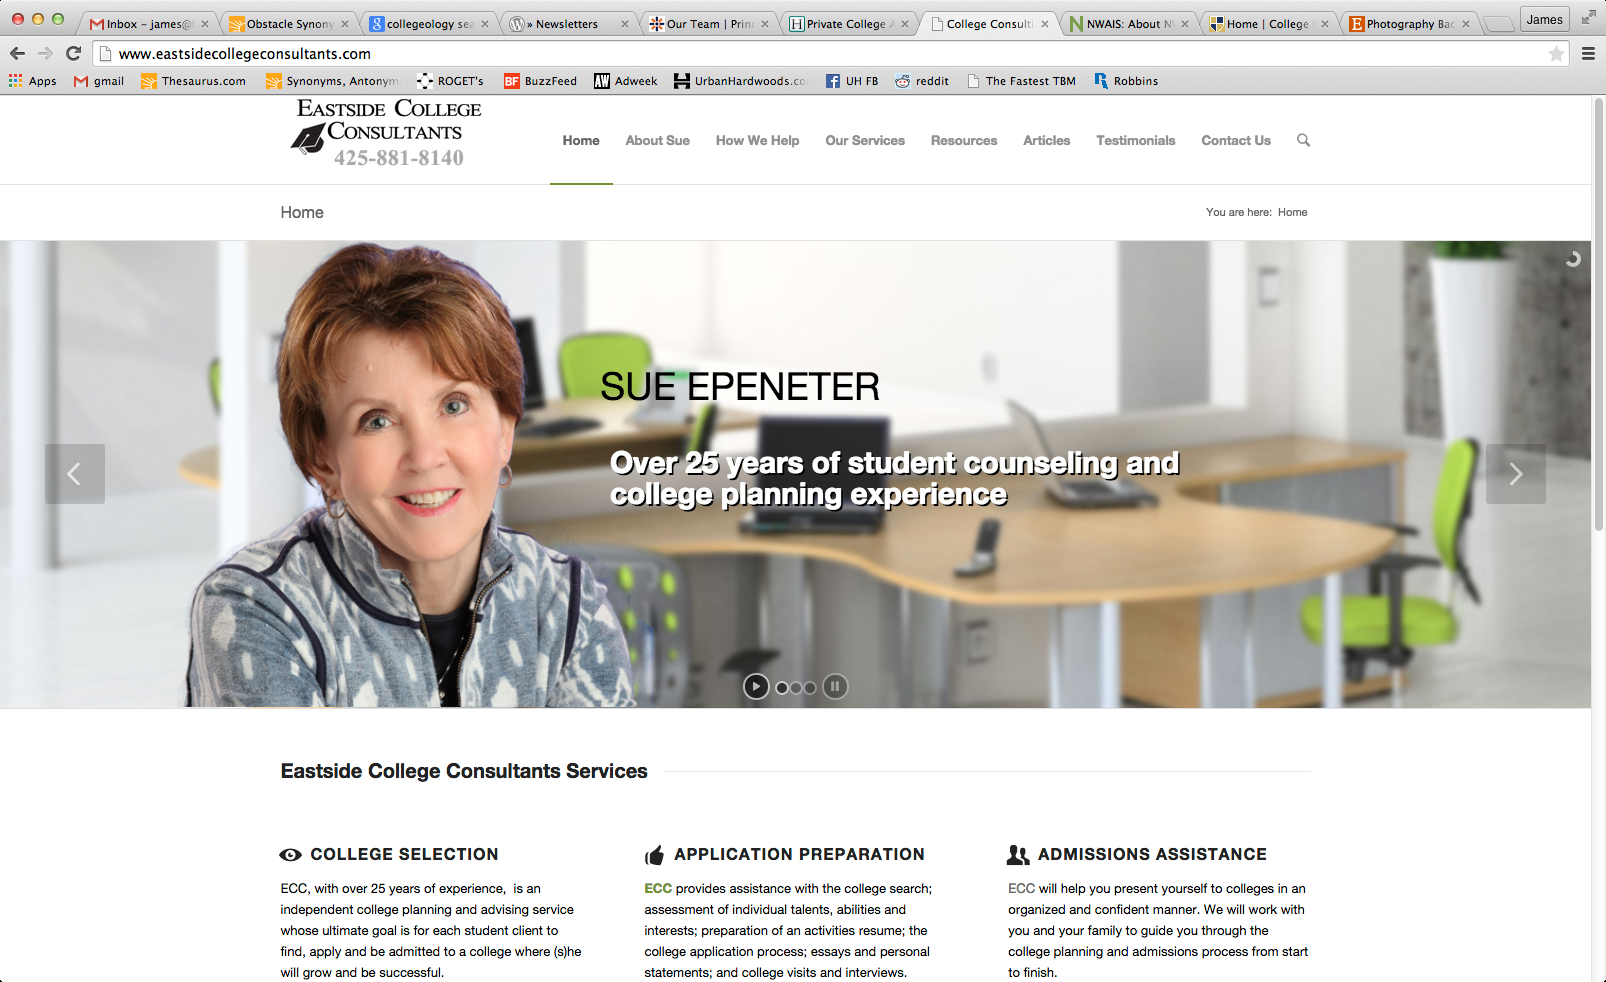 Inbox – james@
Obstacle Synony
collegeology sea
» Newsletters
Our Team | Prin
Private College A
College Consulti
NWAIS: About N
Home | College
Photography Bac
James
www.eastsidecollegeconsultants.com
Apps
gmail
Thesaurus.com
Synonyms, Antonym
ROGET's
BF BuzzFeed
AW Adweek
UrbanHardwoods.co
UH FB
reddit
The Fastest TBM
Robbins
EASTSIDE COLLEGE
CONSULTANTS
425-881-8140
Home
About Sue
How We Help
Our Services
Resources
Articles
Testimonials
Contact Us
Home
You are here: Home
SUE EPENETER
Over 25 years of student counseling and
college planning experience
Eastside College Consultants Services
COLLEGE SELECTION
ECC, with over 25 years of experience, is an
independent college planning and advising service
whose ultimate goal is for each student client to
find, apply and be admitted to a college where (s)he
will grow and be successful.
APPLICATION PREPARATION
ECC provides assistance with the college search;
assessment of individual talents, abilities and
interests; preparation of an activities resume; the
college application process; essays and personal
statements; and college visits and interviews.
ADMISSIONS ASSISTANCE
ECC will help you present yourself to colleges in an
organized and confident manner. We will work with
you and your family to guide you through the
college planning and admissions process from start
to finish.